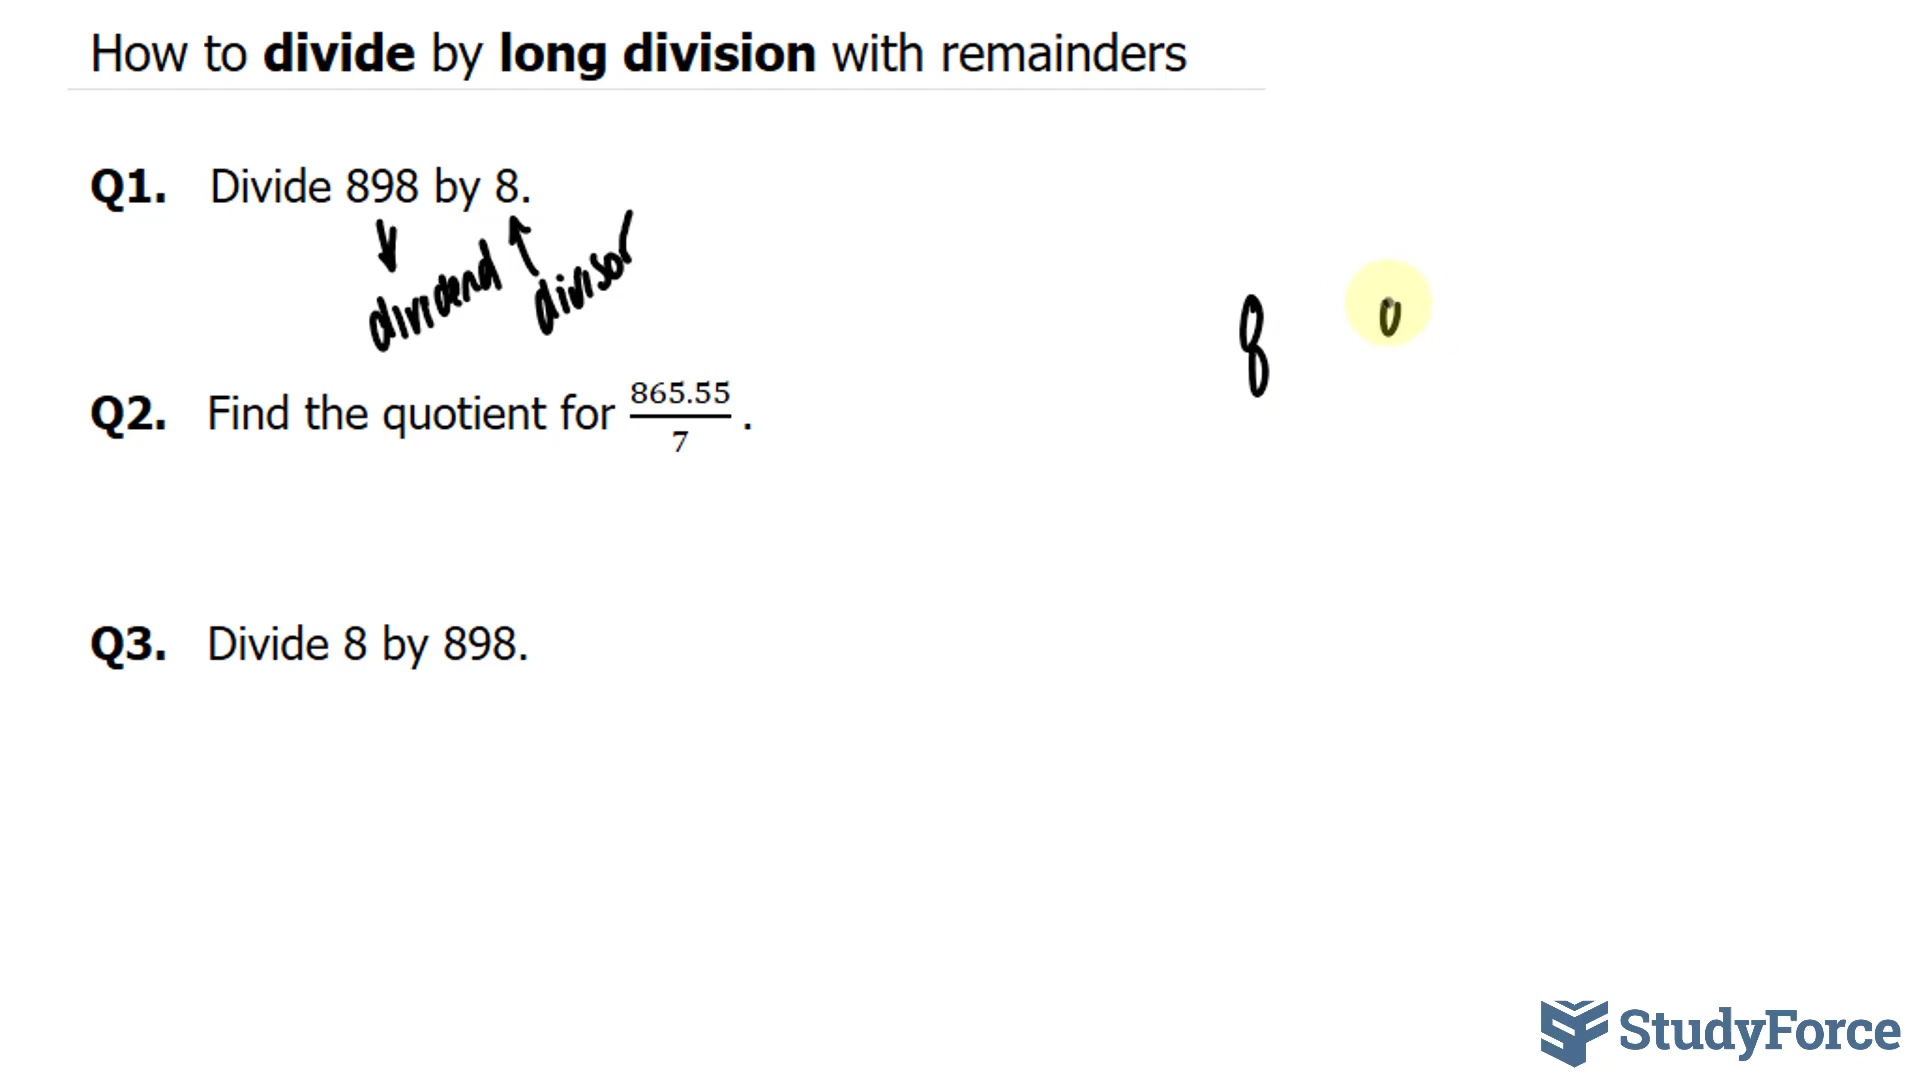 How to divide by long division with remainders
Q1. Divide 898 by 8.
dividend divisor
8
Q2. Find the quotient for 865.55/7 .
Q3. Divide 8 by 898.
StudyForce